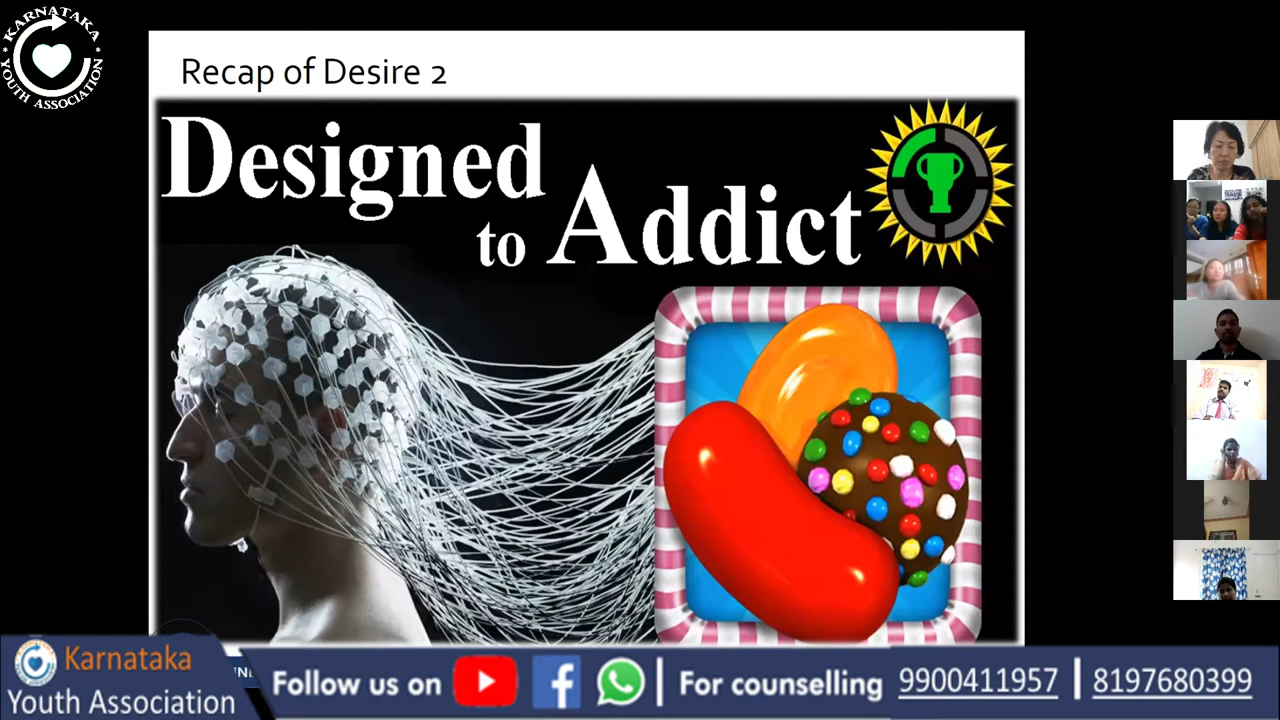 KARNATAKA
YOUTH ASSOCIATION
Recap of Desire 2
Designed
to Addict
Karnataka
Youth Association
Follow us on
For counselling
9900411957 | 8197680399